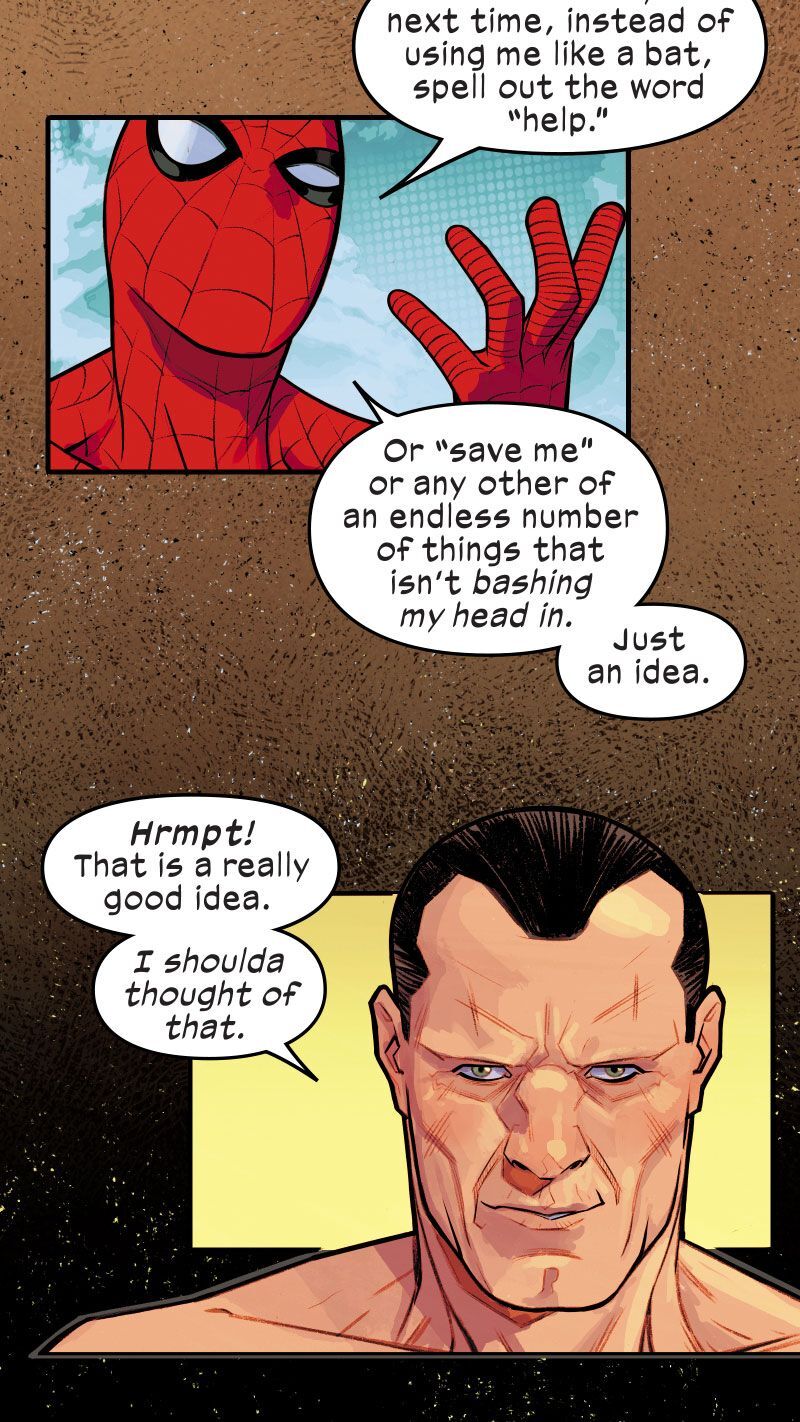 next time, instead of
using me like a bat,
spell out the word
"help."
Or "save me"
or any other of
an endless number
of things that
isn't bashing
my head in.
Just
an idea.
Hrmpt!
That is a really
good idea.
I shoulda
thought of
that.